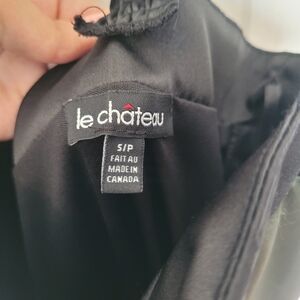 le château
S/P
FAIT AU
MADE IN
CANADA